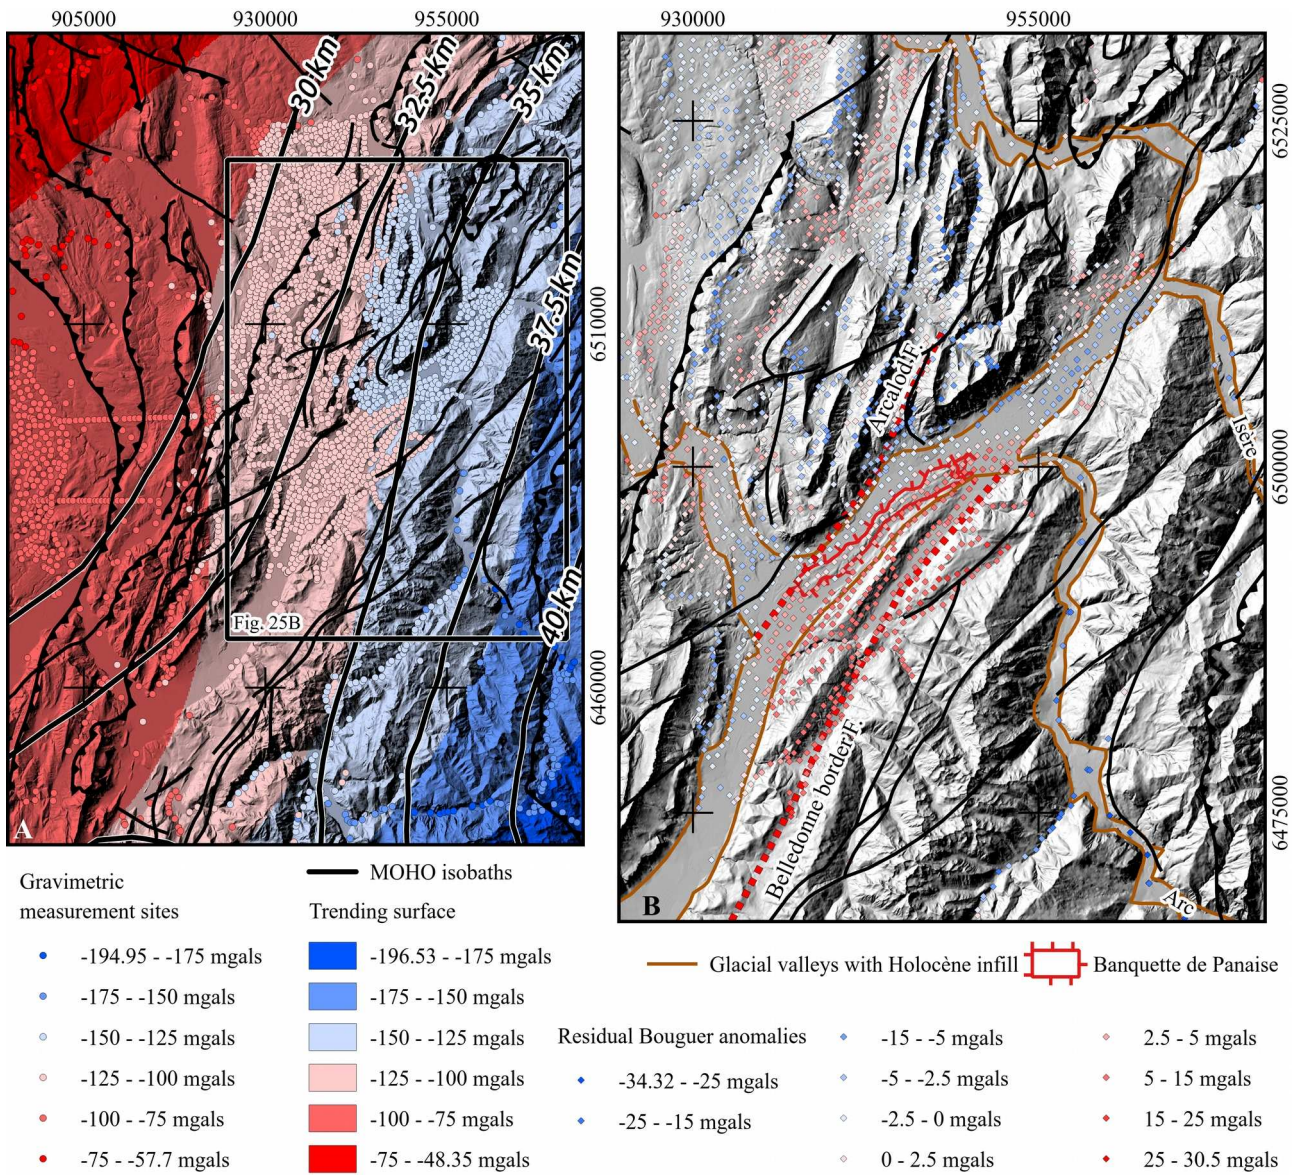 905000 930000 955000
930000 955000
30 km
32.5 km
35 km
37.5 km
40 km
6510000
6460000
Fig. 25B
A
6525000
6500000
6475000
Arcalod F.
Belledonne border F.
Isère
Arc
B
Gravimetric
measurement sites
-194.95 - -175 mgals
-175 - -150 mgals
-150 - -125 mgals
-125 - -100 mgals
-100 - -75 mgals
-75 - -57.7 mgals
MOHO isobaths
Trending surface
-196.53 - -175 mgals
-175 - -150 mgals
-150 - -125 mgals
-125 - -100 mgals
-100 - -75 mgals
-75 - -48.35 mgals
Glacial valleys with Holocène infill
Banquette de Panaise
Residual Bouguer anomalies
-34.32 - -25 mgals
-25 - -15 mgals
-15 - -5 mgals
-5 - -2.5 mgals
-2.5 - 0 mgals
0 - 2.5 mgals
2.5 - 5 mgals
5 - 15 mgals
15 - 25 mgals
25 - 30.5 mgals